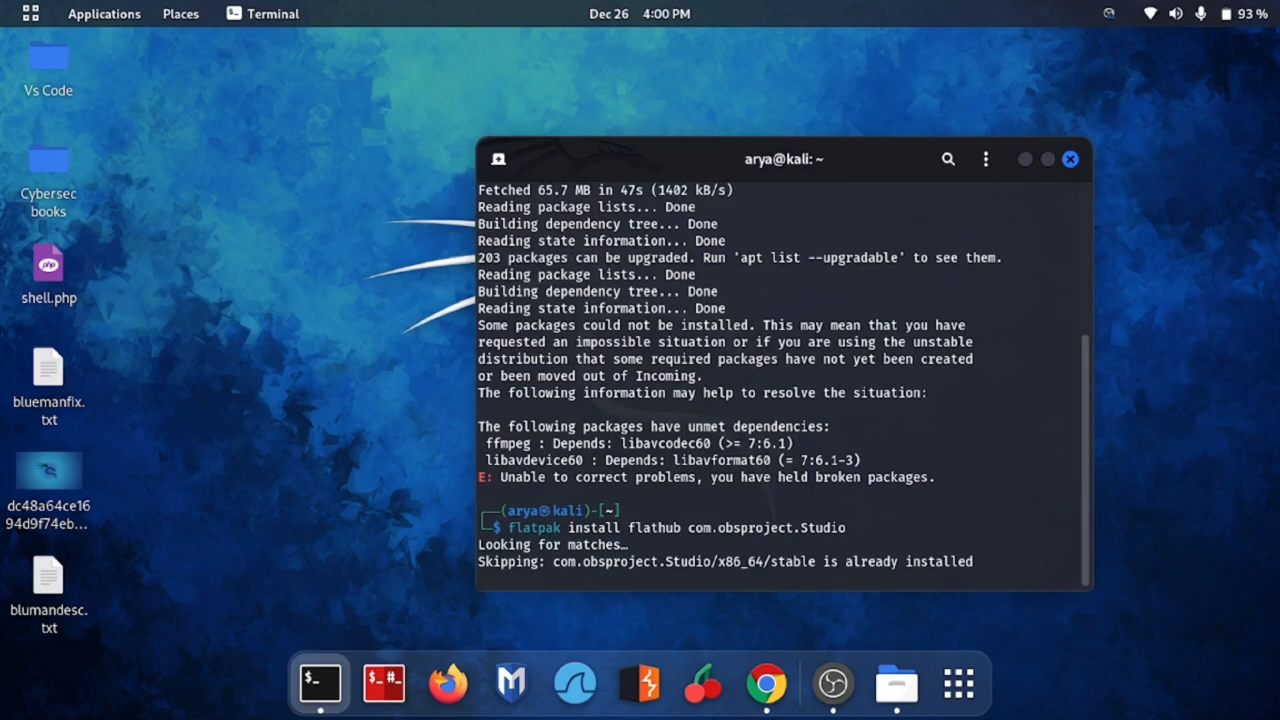 Applications Places Terminal Dec 26 4:00 PM 93 %
Vs Code
Cybersec
books
php
shell.php
bluemanfix.
txt
dc48a64ce16
94d9f74eb...
blumandesc.
txt
arya@kali: ~
Fetched 65.7 MB in 47s (1402 kB/s)
Reading package lists... Done
Building dependency tree... Done
Reading state information... Done
203 packages can be upgraded. Run 'apt list --upgradable' to see them.
Reading package lists... Done
Building dependency tree... Done
Reading state information... Done
Some packages could not be installed. This may mean that you have
requested an impossible situation or if you are using the unstable
distribution that some required packages have not yet been created
or been moved out of Incoming.
The following information may help to resolve the situation:
The following packages have unmet dependencies:
ffmpeg : Depends: libavcodec60 (>= 7:6.1)
libavdevice60 : Depends: libavformat60 (= 7:6.1-3)
E: Unable to correct problems, you have held broken packages.
┌──(arya㉿kali)-[~]
└─$ flatpak install flathub com.obsproject.Studio
Looking for matches…
Skipping: com.obsproject.Studio/x86_64/stable is already installed
$_ $_#_